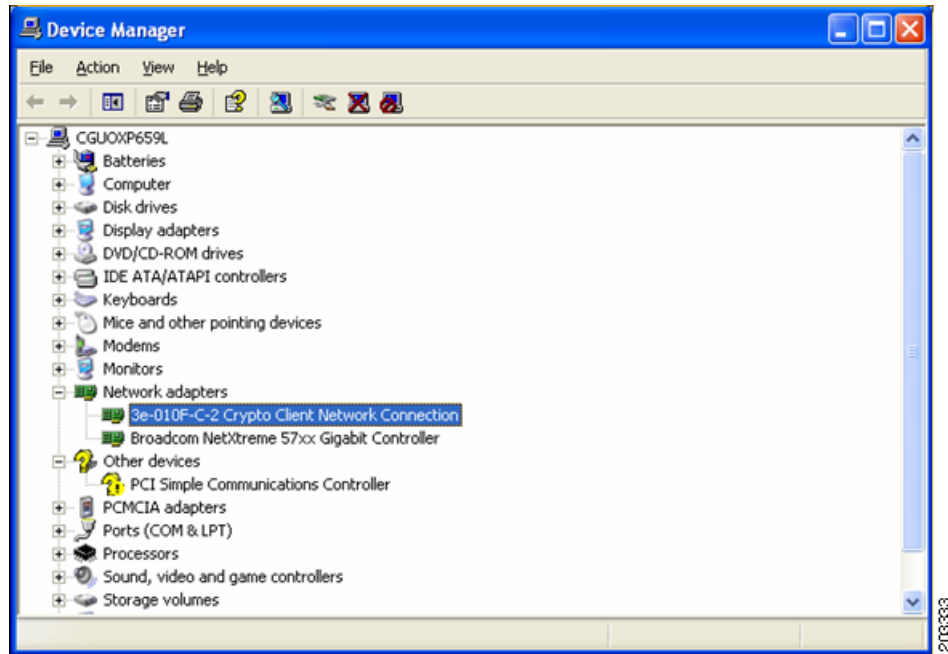 Device Manager
File Action View Help
CGUOXP659L
Batteries
Computer
Disk drives
Display adapters
DVD/CD-ROM drives
IDE ATA/ATAPI controllers
Keyboards
Mice and other pointing devices
Modems
Monitors
Network adapters
3e-010F-C-2 Crypto Client Network Connection
Broadcom NetXtreme 57xx Gigabit Controller
Other devices
PCI Simple Communications Controller
PCMCIA adapters
Ports (COM & LPT)
Processors
Sound, video and game controllers
Storage volumes
203333